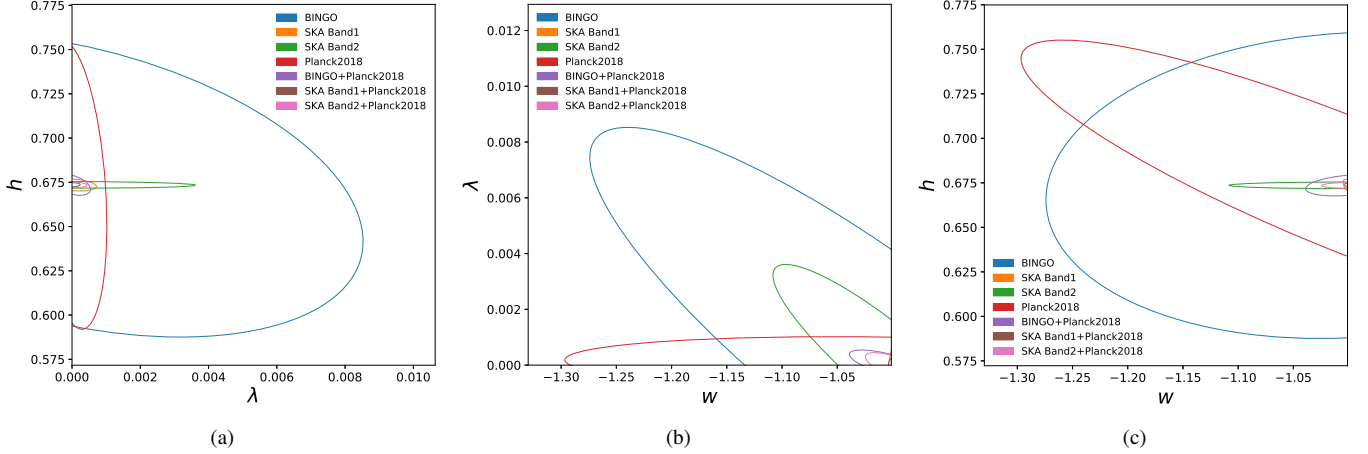 0.775
0.750
0.725
0.700
0.675
0.650
0.625
0.600
0.575
h
0.000 0.002 0.004 0.006 0.008 0.010
λ
BINGO
SKA Band1
SKA Band2
Planck2018
BINGO+Planck2018
SKA Band1+Planck2018
SKA Band2+Planck2018
(a)
0.012
0.010
0.008
0.006
0.004
0.002
0.000
λ
−1.30 −1.25 −1.20 −1.15 −1.10 −1.05
w
BINGO
SKA Band1
SKA Band2
Planck2018
BINGO+Planck2018
SKA Band1+Planck2018
SKA Band2+Planck2018
(b)
0.775
0.750
0.725
0.700
0.675
0.650
0.625
0.600
0.575
h
−1.30 −1.25 −1.20 −1.15 −1.10 −1.05
w
BINGO
SKA Band1
SKA Band2
Planck2018
BINGO+Planck2018
SKA Band1+Planck2018
SKA Band2+Planck2018
(c)